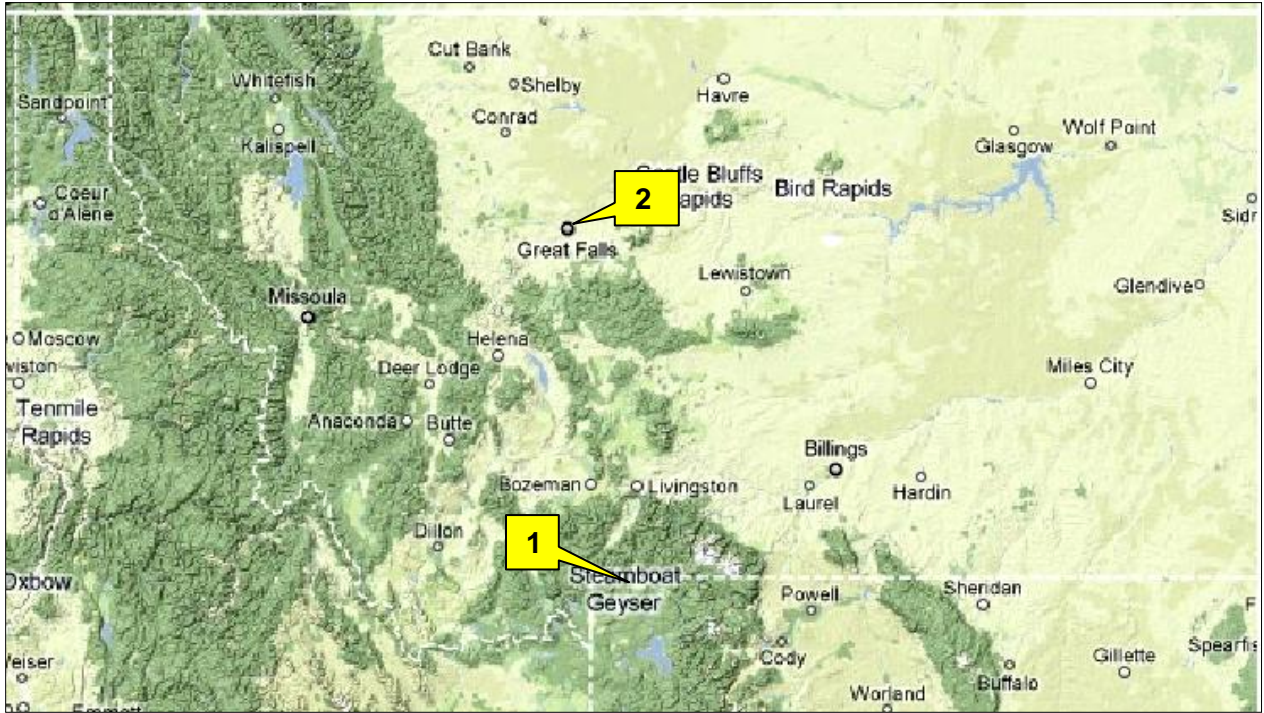 Cut Bank
Shelby
Whitefish
Havre
Sandpoint
Conrad
Wolf Point
Kalispell
Glasgow
Bluffs
Bird Rapids
Coeur
d'Alene
2
Great Falls
Lewistown
Glendive
Missoula
Moscow
Helena
Deer Lodge
Miles City
Tenmile
Rapids
Anaconda
Butte
Billings
Bozeman
Livingston
Laurel
Hardin
Dillon
1
Steamboat
Geyser
Oxbow
Powell
Sheridan
Cody
Gillette
Buffalo
Worland